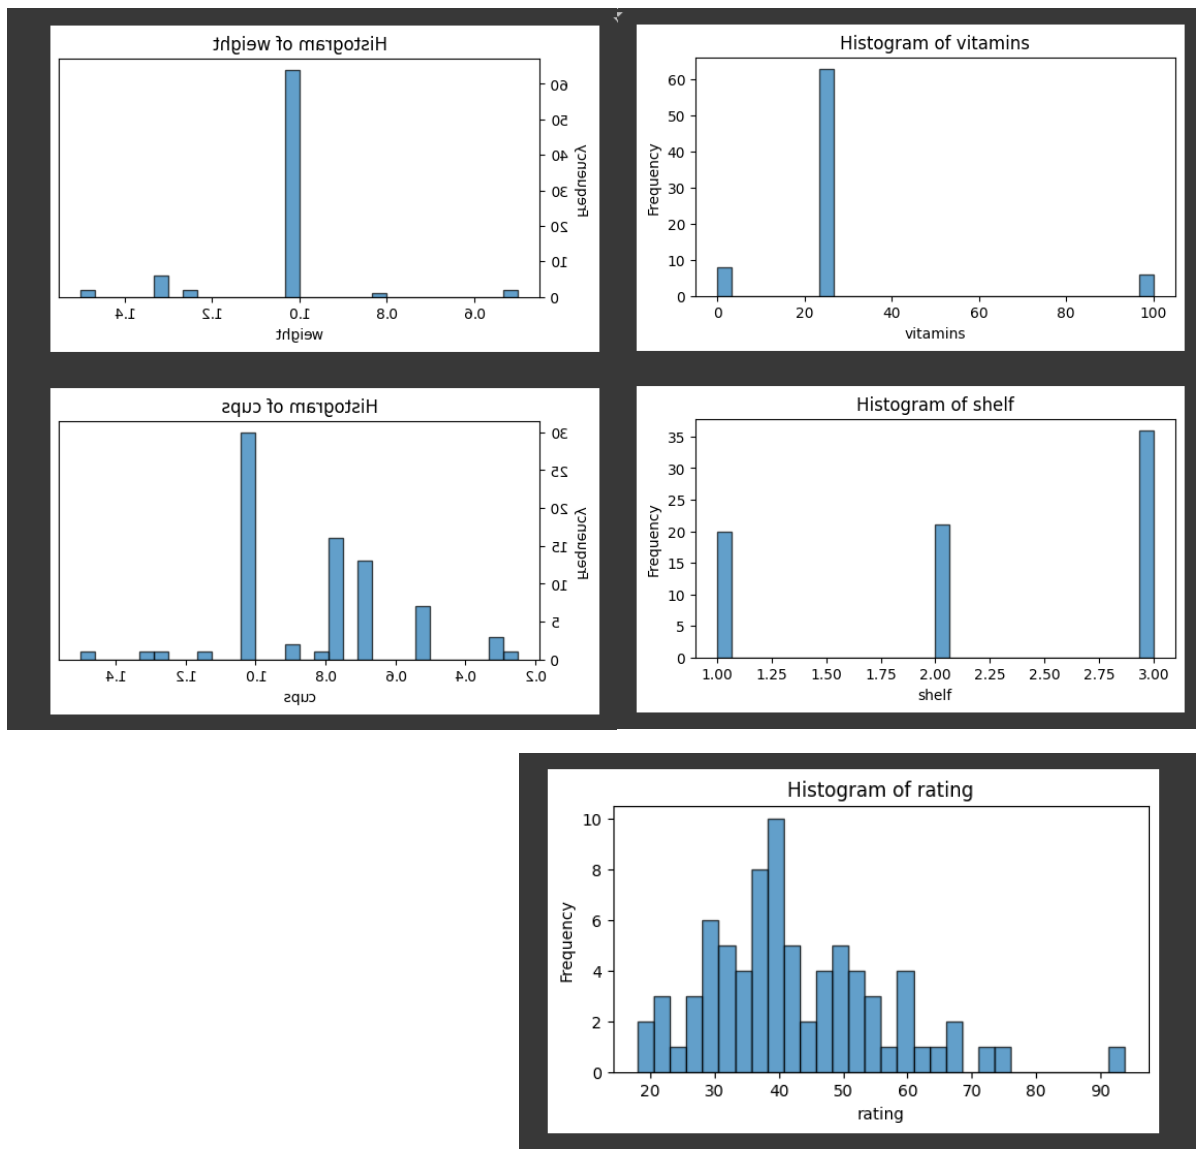 Histogram of weight
60
50
40
30
20
10
0
Frequency
1.4 1.2 1.0 0.8 0.6
weight
Histogram of vitamins
60
50
40
30
20
10
0
Frequency
0 20 40 60 80 100
vitamins
Histogram of cups
30
25
20
15
10
5
0
Frequency
1.4 1.2 1.0 0.8 0.6 0.4 0.2
cups
Histogram of shelf
35
30
25
20
15
10
5
0
Frequency
1.00 1.25 1.50 1.75 2.00 2.25 2.50 2.75 3.00
shelf
Histogram of rating
10
8
6
4
2
0
Frequency
20 30 40 50 60 70 80 90
rating